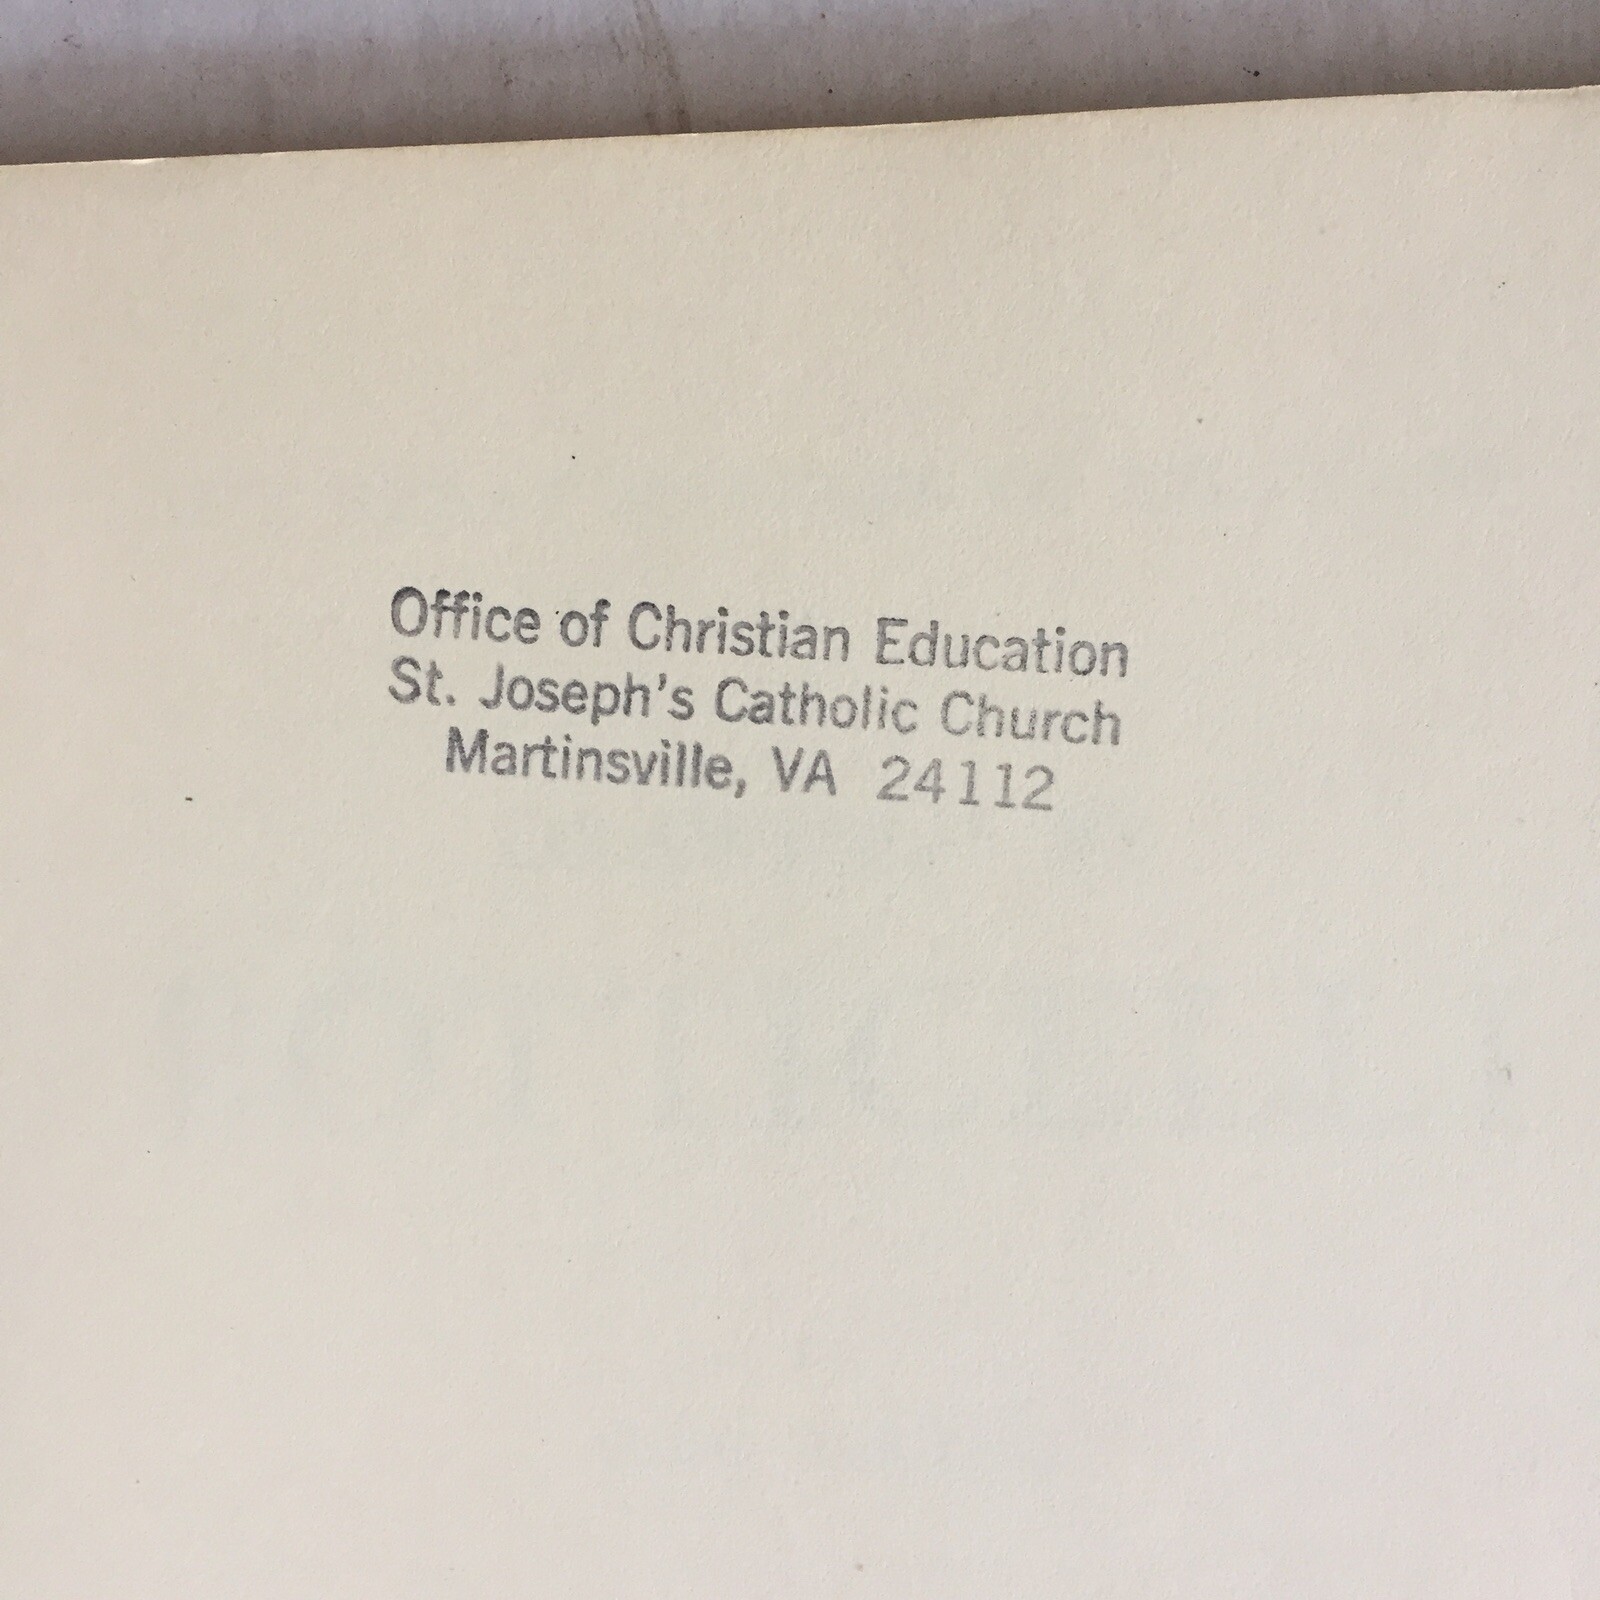 Office of Christian Education
St. Joseph's Catholic Church
Martinsville, VA 24112